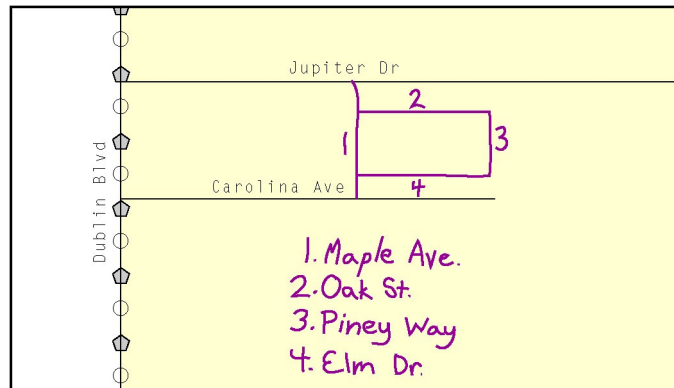 Jupiter Dr
2
1
3
Dublin Blvd
Carolina Ave
4
1. Maple Ave.
2. Oak St.
3. Piney Way
4. Elm Dr.